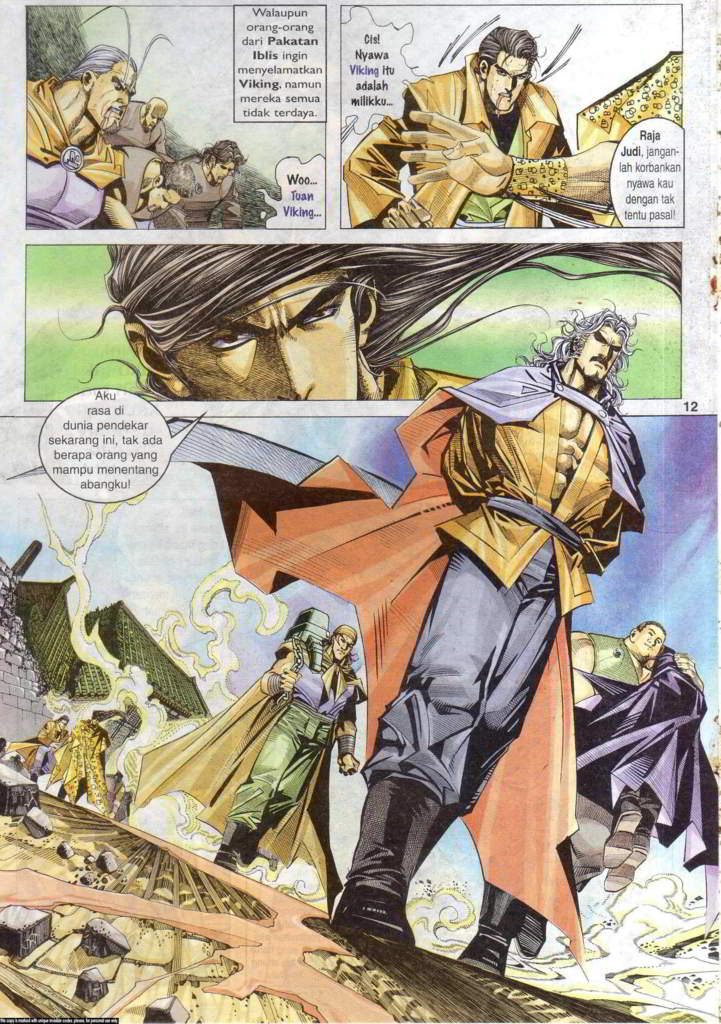 Walaupun
orang-orang
dari Pakatan
Iblis ingin
menyelamatkan
Viking, namun
mereka semua
tidak terdaya.
Woo...
Tuan
Viking...
Cis!
Nyawa
Viking itu
adalah
milikku...
Raja
Judi, jangan-
lah korbankan
nyawa kau
dengan tak
tentu pasal!
12
Aku
rasa di
dunia pendekar
sekarang ini, tak ada
berapa orang yang
mampu menentang
abangku!